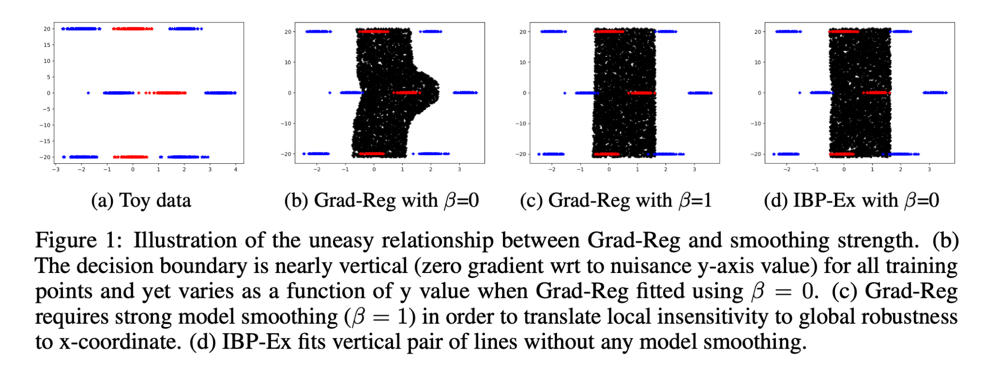 20
15
10
5
0
−5
−10
−15
−20
−3 −2 −1 0 1 2 3 4
20
10
0
−10
−20
−2 −1 0 1 2 3
20
10
0
−10
−20
−2 −1 0 1 2 3
20
10
0
−10
−20
−2 −1 0 1 2 3
(a) Toy data
(b) Grad-Reg with β=0
(c) Grad-Reg with β=1
(d) IBP-Ex with β=0
Figure 1: Illustration of the uneasy relationship between Grad-Reg and smoothing strength. (b)
The decision boundary is nearly vertical (zero gradient wrt to nuisance y-axis value) for all training
points and yet varies as a function of y value when Grad-Reg fitted using β = 0. (c) Grad-Reg
requires strong model smoothing (β = 1) in order to translate local insensitivity to global robustness
to x-coordinate. (d) IBP-Ex fits vertical pair of lines without any model smoothing.